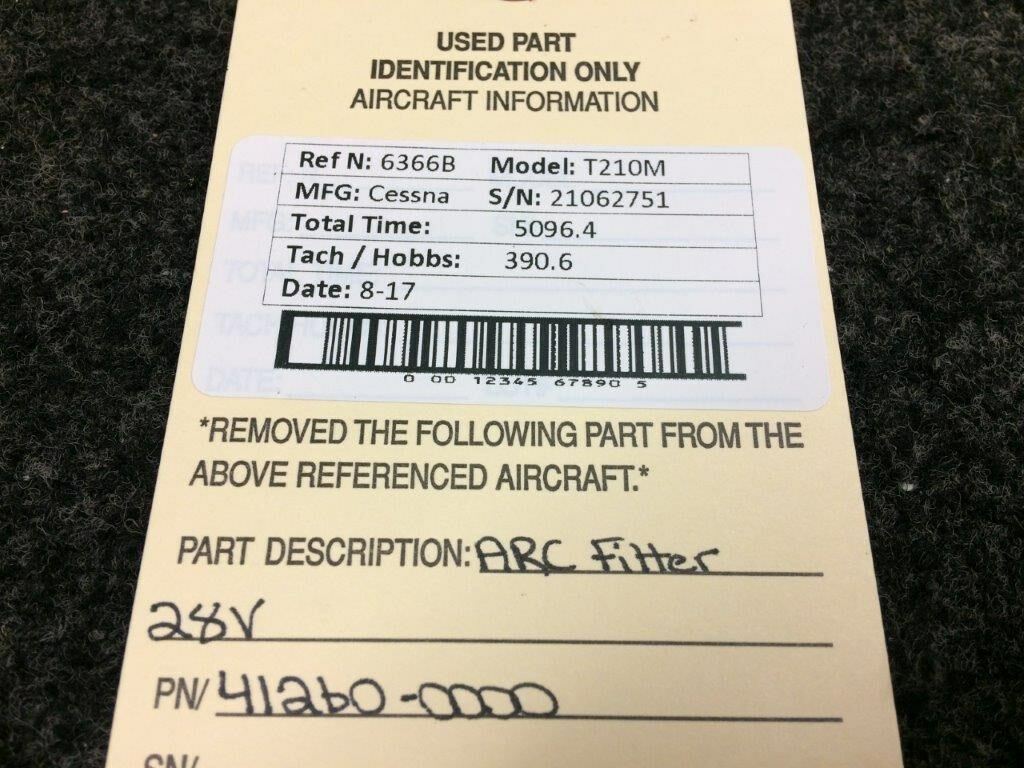 USED PART
IDENTIFICATION ONLY
AIRCRAFT INFORMATION
Ref N: 6366B Model: T210M
MFG: Cessna S/N: 21062751
Total Time: 5096.4
Tach / Hobbs: 390.6
Date: 8-17
0 00 12345 67890 5
*REMOVED THE FOLLOWING PART FROM THE
ABOVE REFERENCED AIRCRAFT.*
PART DESCRIPTION: ARC Filter
28V
PN/ 41260-0000
SN/